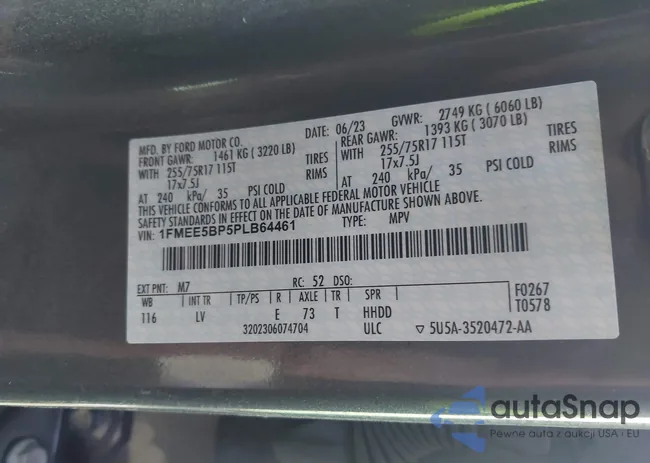 MFD. BY FORD MOTOR CO.
DATE: 06/23 GVWR: 2749 KG ( 6060 LB)
FRONT GAWR: 1461 KG ( 3220 LB)
REAR GAWR: 1393 KG ( 3070 LB)
WITH 255/75R17 115T TIRES
255/75R17 115T TIRES
17x7.5J RIMS
WITH 17x7.5J RIMS
AT 240 kPa/ 35 PSI COLD
AT 240 kPa/ 35 PSI COLD
THIS VEHICLE CONFORMS TO ALL APPLICABLE FEDERAL MOTOR VEHICLE
SAFETY STANDARDS IN EFFECT ON THE DATE OF MANUFACTURE SHOWN ABOVE.
VIN: 1FMEE5BP5PLB64461 TYPE: MPV
EXT PNT: M7 RC: 52 DSO: F0267
WB INT TR TP/PS R AXLE TR SPR T0578
116 LV E 73 T HHDD
3202306074704 ULC ▽ 5U5A-3520472-AA
autaSnap
Pewne auta z aukcji USA · EU